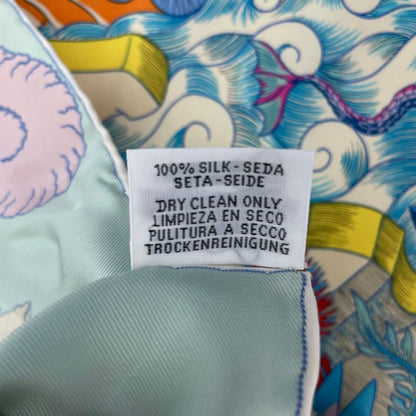 100% SILK-SEDA
SETA-SEIDE
DRY CLEAN ONLY
LIMPIEZA EN SECO
PULITURA A SECCO
TROCKENREINIGUNG